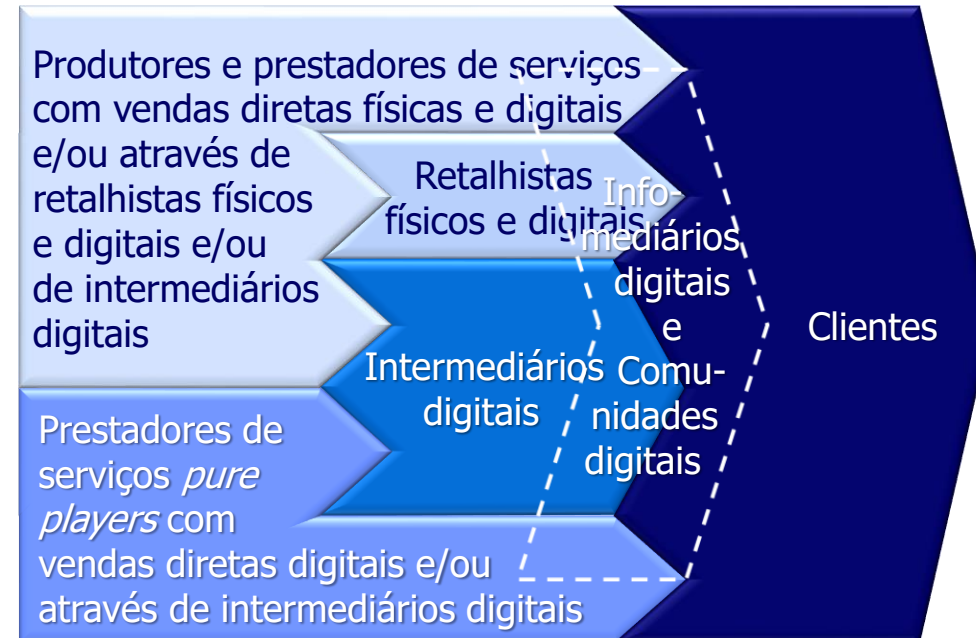 Produtores e prestadores de serviços
com vendas diretas físicas e digitais
e/ou através de
retalhistas físicos
e digitais e/ou
de intermediários
digitais
Retalhistas
físicos e digitais
Info-
mediários
digitais
e
Comu-
nidades
digitais
Clientes
Intermediários
digitais
Prestadores de
serviços pure
players com
vendas diretas digitais e/ou
através de intermediários digitais